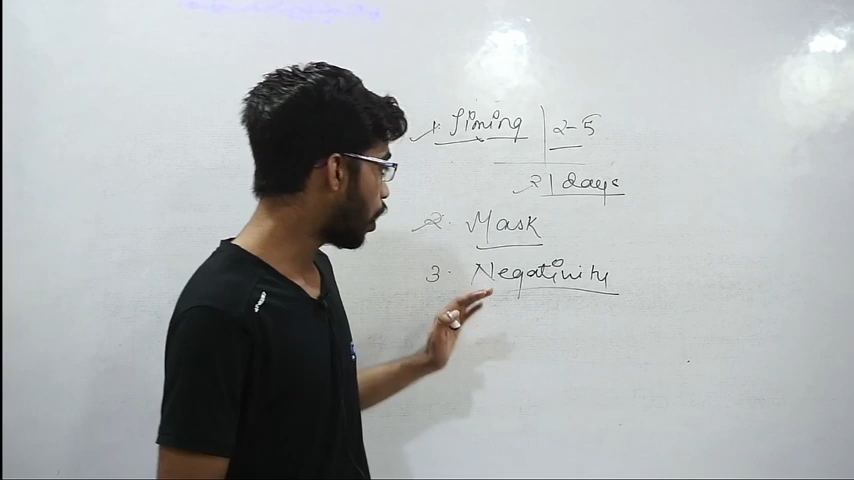 1. Timing | 2-5
21 days
2. Mask
3. Negativity